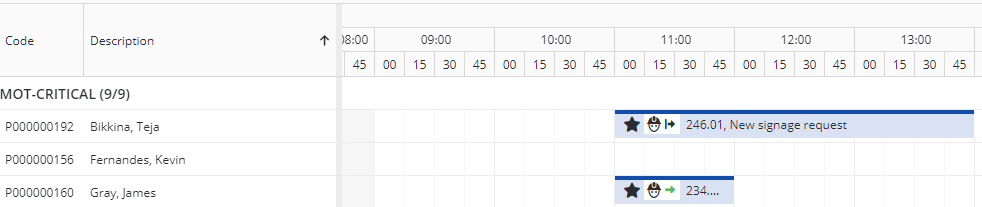 Code Description 08:00 09:00 10:00 11:00 12:00 13:00
45 00 15 30 45 00 15 30 45 00 15 30 45 00 15 30 45 00 15 30 45
MOT-CRITICAL (9/9)
P000000192 Bikkina, Teja 246.01, New signage request
P000000156 Fernandes, Kevin
P000000160 Gray, James 234....